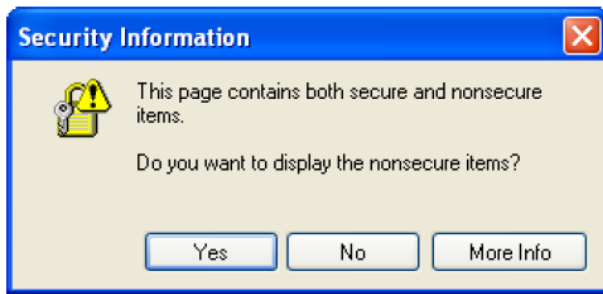 Security Information
This page contains both secure and nonsecure
items.
Do you want to display the nonsecure items?
Yes
No
More Info